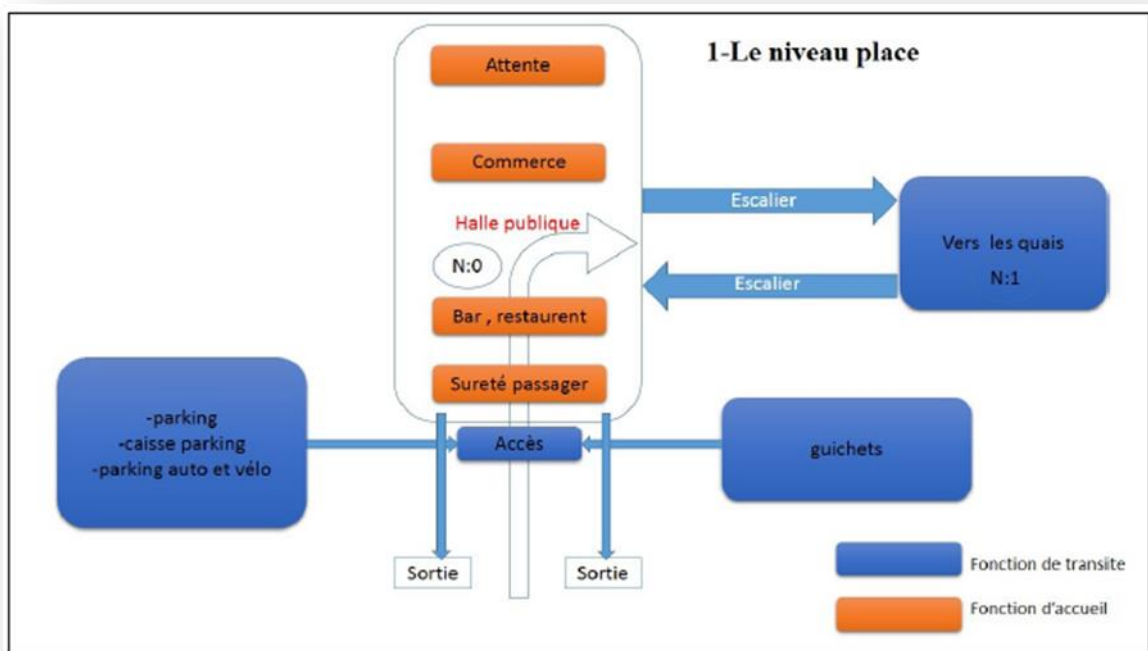 1-Le niveau place
Attente
Commerce
Halle publique
N:0
Bar , restaurent
Sureté passager
Escalier
Escalier
Vers les quais
N:1
-parking
-caisse parking
-parking auto et vélo
Accès
guichets
Sortie
Sortie
Fonction de transite
Fonction d'accueil